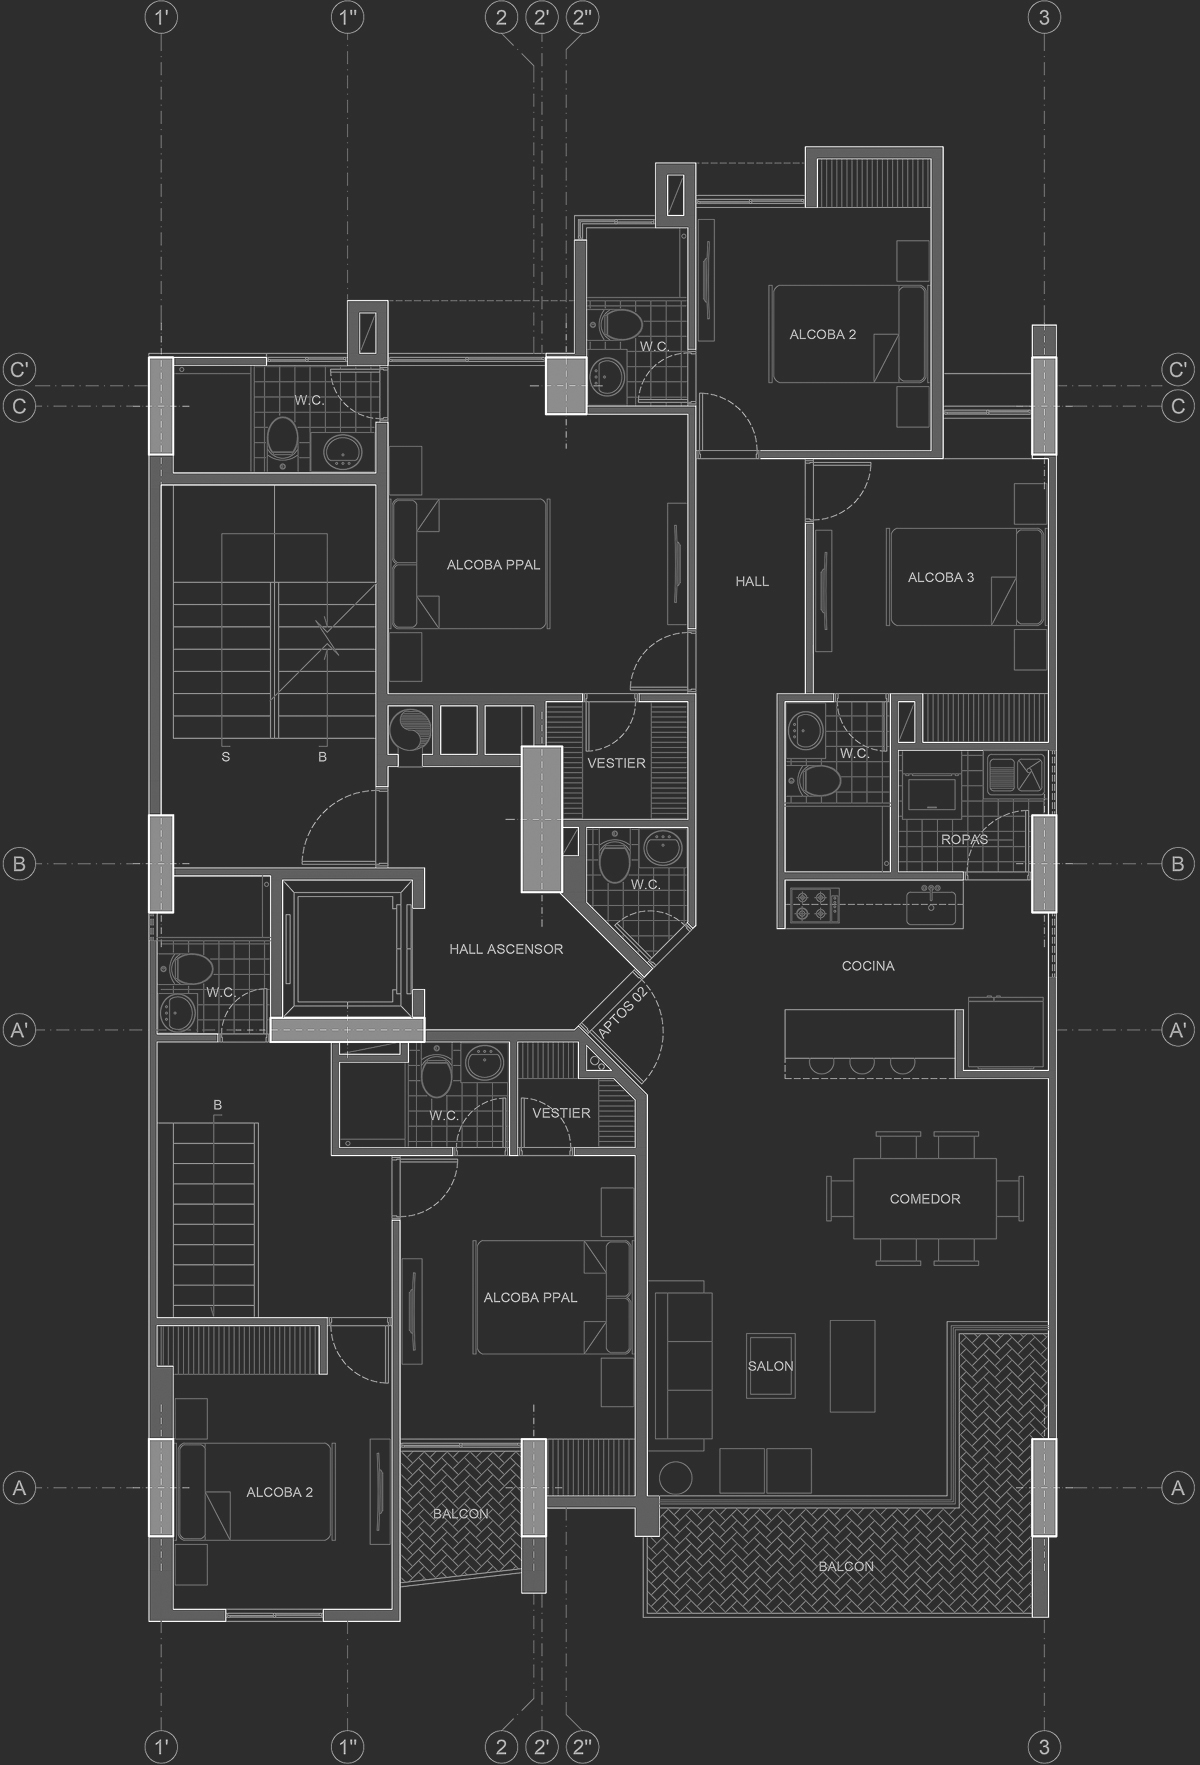 1' 1" 2 2' 2" 3
W.C.
ALCOBA 2
C' C'
C C
W.C.
ALCOBA PPAL
HALL
ALCOBA 3
S B
VESTIER
W.C.
ROPAS
B B
W.C.
HALL ASCENSOR
COCINA
W.C.
APTOS 02
A' A'
B
W.C.
VESTIER
COMEDOR
ALCOBA PPAL
SALON
A A
ALCOBA 2
BALCON
BALCON
1' 1" 2 2' 2" 3